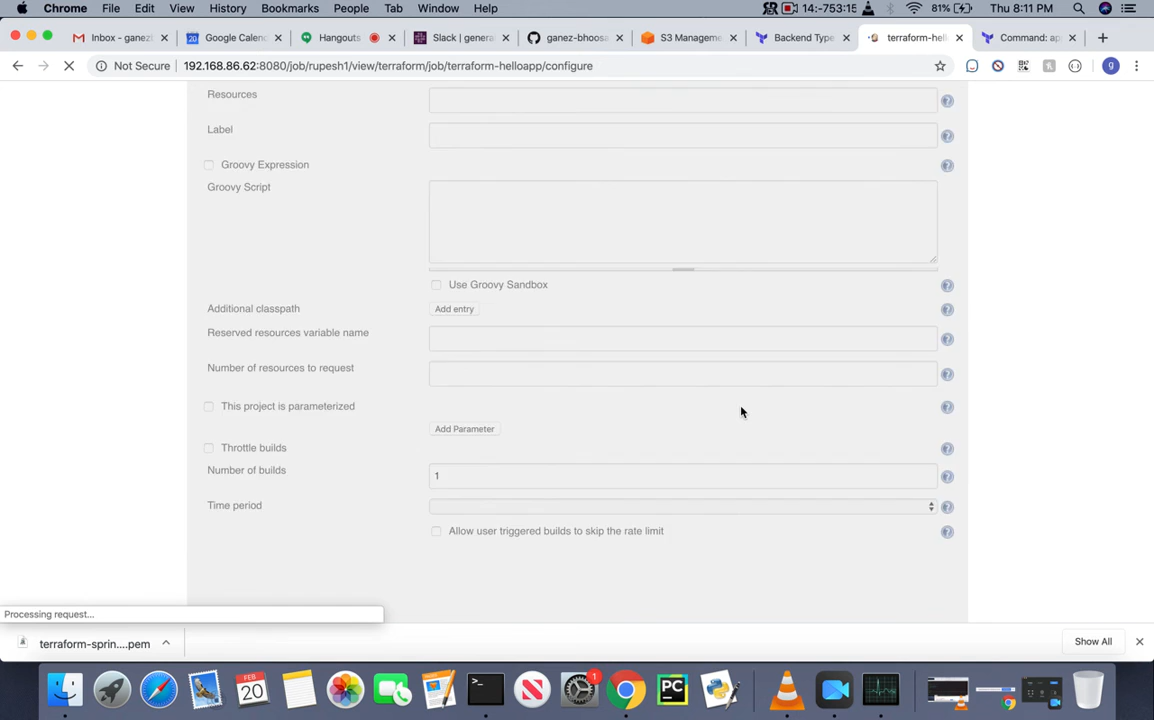 Chrome File Edit View History Bookmarks People Tab Window Help 14:-753:15 81% Thu 8:11 PM
Inbox - ganez Google Calen Hangouts Slack | genera ganez-bhoosa S3 Manageme Backend Type terraform-hell Command: ap
Not Secure 192.168.86.62:8080/job/rupesh1/view/terraform/job/terraform-helloapp/configure g
Resources
Label
Groovy Expression
Groovy Script
Use Groovy Sandbox
Additional classpath Add entry
Reserved resources variable name
Number of resources to request
This project is parameterized
Add Parameter
Throttle builds
Number of builds 1
Time period
Allow user triggered builds to skip the rate limit
Processing request...
terraform-sprin....pem Show All
FEB
20
1
PC